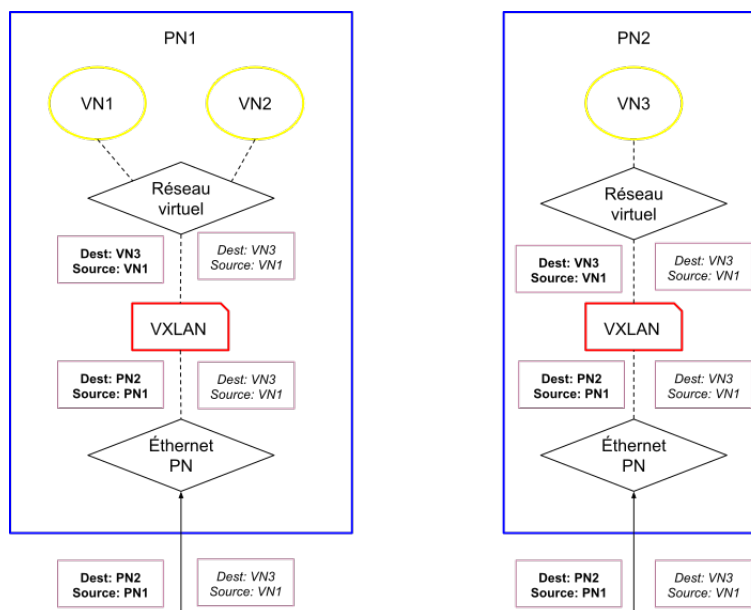 PN1
VN1
VN2
Réseau
virtuel
Dest: VN3
Source: VN1
Dest: VN3
Source: VN1
VXLAN
Dest: PN2
Source: PN1
Dest: VN3
Source: VN1
Éthernet
PN
Dest: PN2
Source: PN1
Dest: VN3
Source: VN1
PN2
VN3
Réseau
virtuel
Dest: VN3
Source: VN1
Dest: VN3
Source: VN1
VXLAN
Dest: PN2
Source: PN1
Dest: VN3
Source: VN1
Éthernet
PN
Dest: PN2
Source: PN1
Dest: VN3
Source: VN1